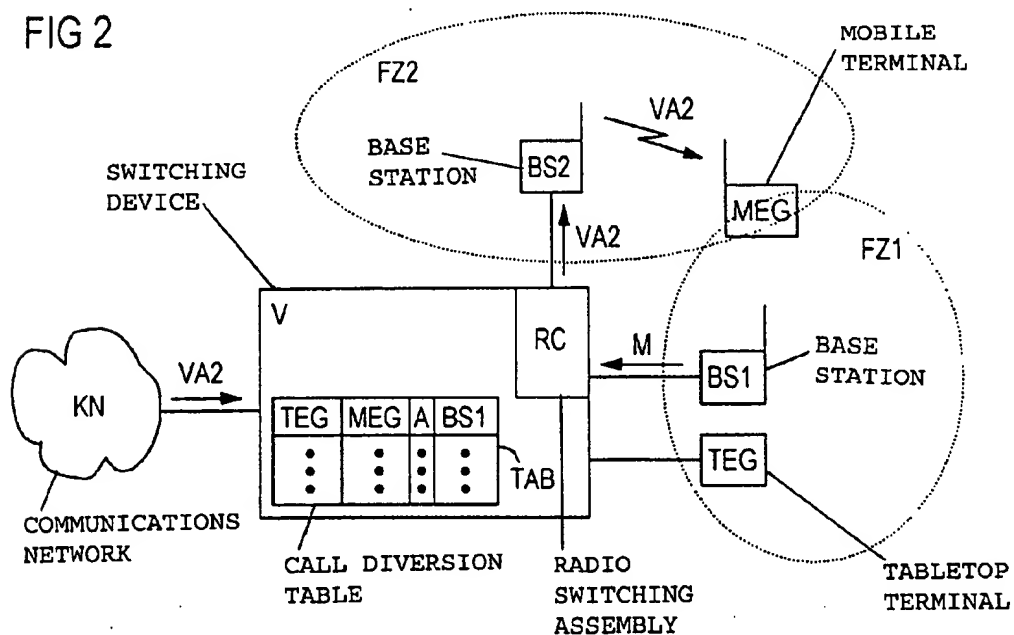 FIG 2
MOBILE
TERMINAL
FZ2
VA2
BASE
STATION
BS2
SWITCHING
DEVICE
MEG
VA2
FZ1
V
RC
M
BS1
BASE
STATION
KN
VA2
TEG MEG A BS1
TAB
TEG
COMMUNICATIONS
NETWORK
CALL DIVERSION
TABLE
RADIO
SWITCHING
ASSEMBLY
TABLETOP
TERMINAL